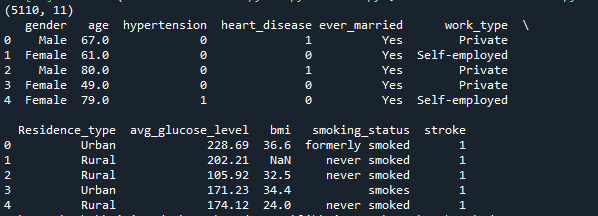 (5110, 11)
gender age hypertension heart_disease ever_married work_type \
0 Male 67.0 0 1 Yes Private
1 Female 61.0 0 0 Yes Self-employed
2 Male 80.0 0 1 Yes Private
3 Female 49.0 0 0 Yes Private
4 Female 79.0 1 0 Yes Self-employed
Residence_type avg_glucose_level bmi smoking_status stroke
0 Urban 228.69 36.6 formerly smoked 1
1 Rural 202.21 NaN never smoked 1
2 Rural 105.92 32.5 never smoked 1
3 Urban 171.23 34.4 smokes 1
4 Rural 174.12 24.0 never smoked 1